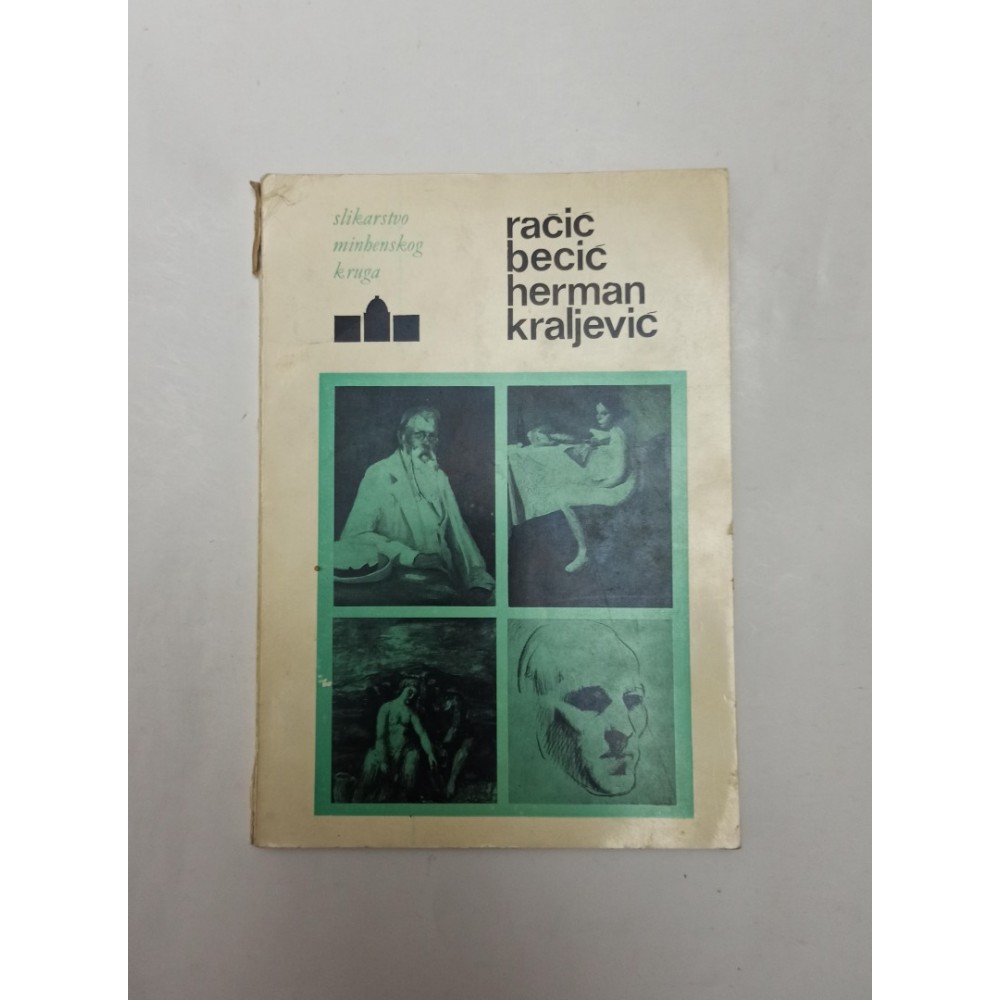 slikarstvo
minhenskog
kruga
račić
becić
herman
kraljević